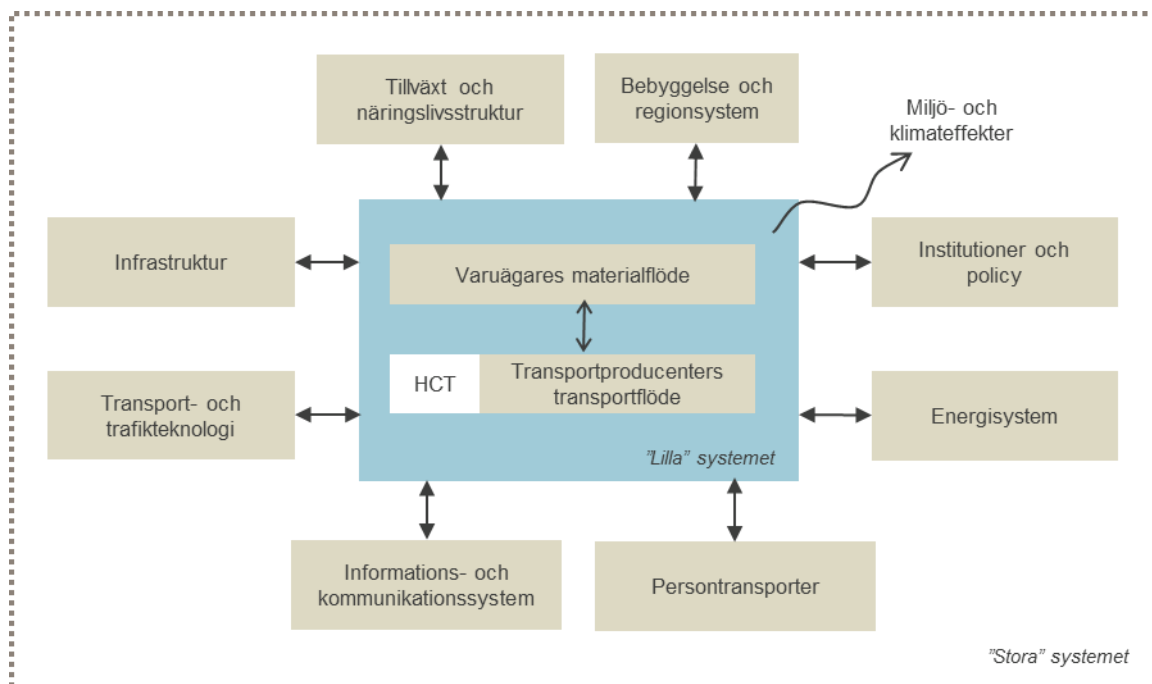 Tillväxt och
näringslivsstruktur
Bebyggelse och
regionsystem
Miljö- och
klimateffekter
Infrastruktur
Varuägares materialflöde
Institutioner och
policy
HCT
Transportproducenters
transportflöde
Transport- och
trafikteknologi
Energisystem
”Lilla” systemet
Informations- och
kommunikationssystem
Persontransporter
”Stora” systemet